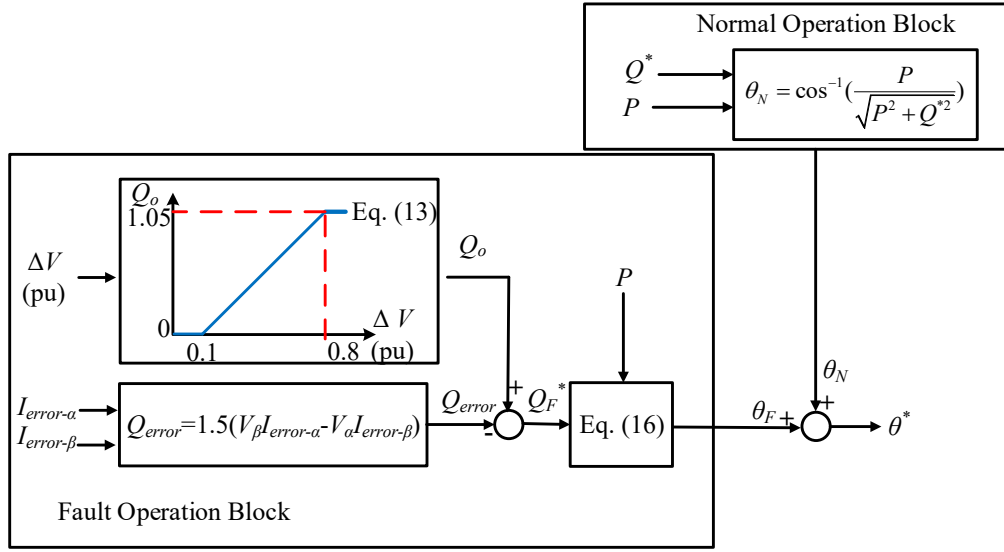 Normal Operation Block
Q*
P
θN = cos⁻¹(P / √(P² + Q*²))
Qo
1.05
Eq. (13)
0
0.1
0.8
Δ V
(pu)
ΔV
(pu)
Qo
P
Ierror-α
Ierror-β
Qerror=1.5(VβIerror-α-VαIerror-β)
Qerror
+
-
QF*
Eq. (16)
θF
+
θN
+
θ*
Fault Operation Block